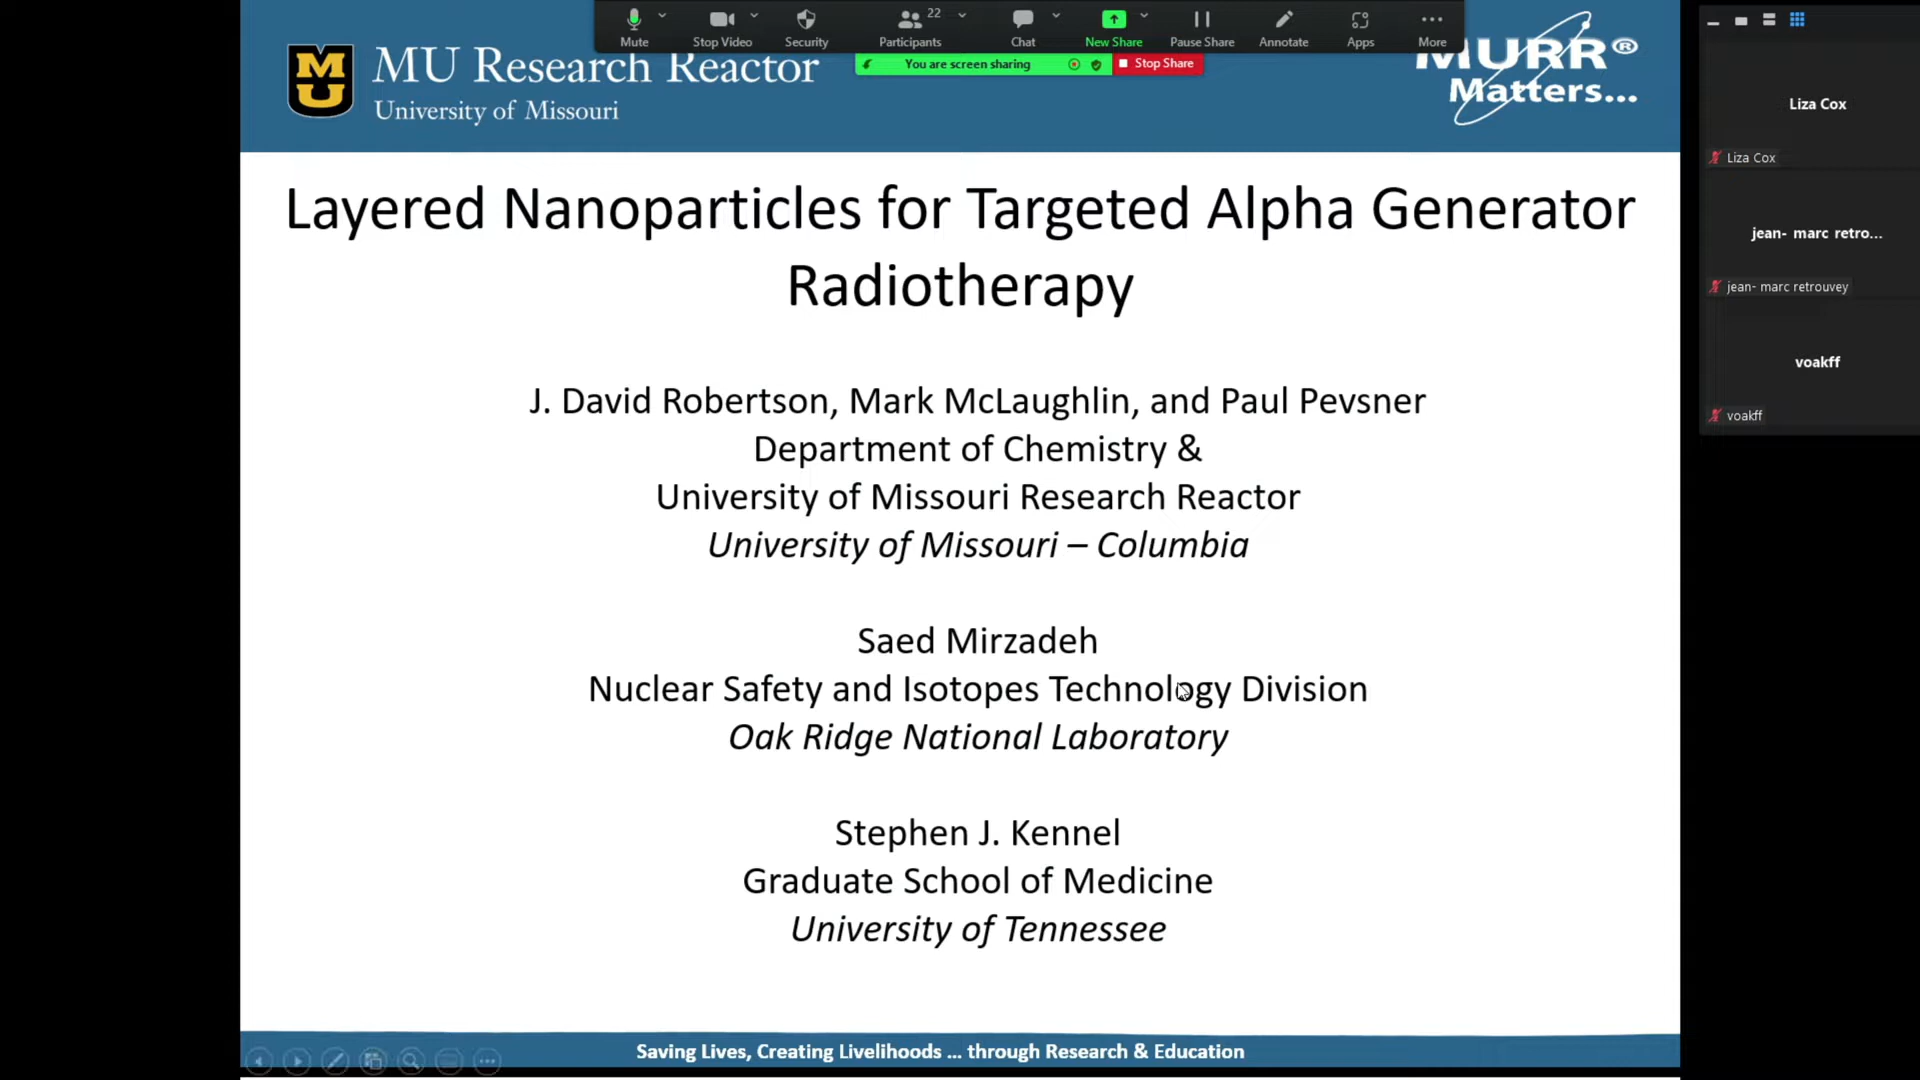 Mute
Stop Video
Security
Participants
22
Chat
New Share
Pause Share
Annotate
Apps
More
You are screen sharing
Stop Share
MU
MU Research Reactor
University of Missouri
MURR®
Matters...
Layered Nanoparticles for Targeted Alpha Generator
Radiotherapy
J. David Robertson, Mark McLaughlin, and Paul Pevsner
Department of Chemistry &
University of Missouri Research Reactor
University of Missouri – Columbia
Saed Mirzadeh
Nuclear Safety and Isotopes Technology Division
Oak Ridge National Laboratory
Stephen J. Kennel
Graduate School of Medicine
University of Tennessee
Saving Lives, Creating Livelihoods ... through Research & Education
Liza Cox
Liza Cox
jean- marc retro...
jean- marc retrouvey
voakff
voakff